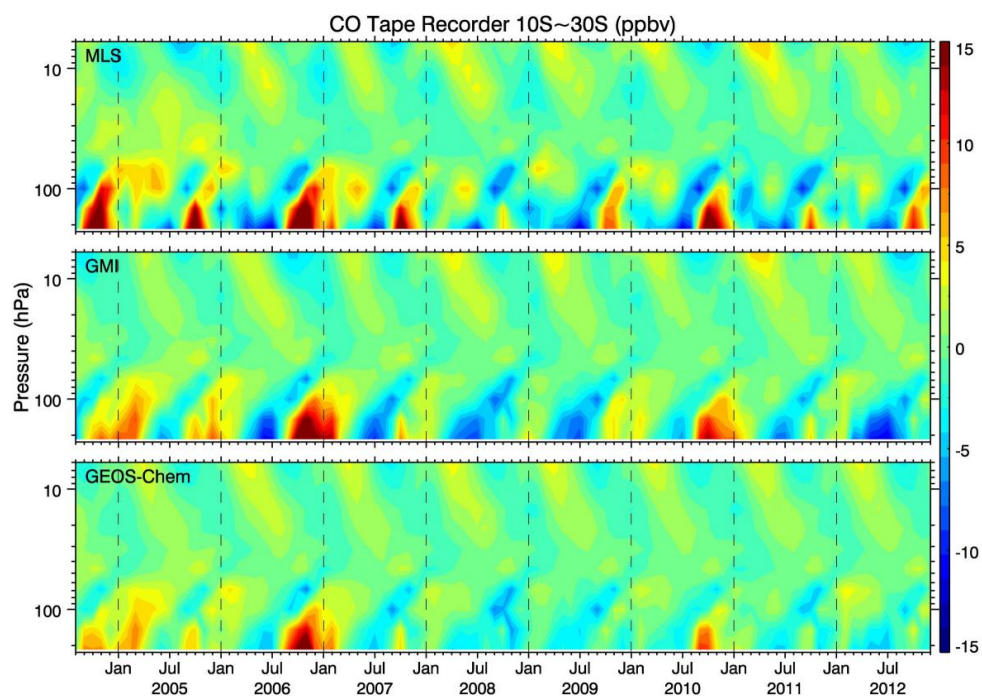 CO Tape Recorder 10S~30S (ppbv)
MLS
10
100
GMI
10
100
Pressure (hPa)
GEOS-Chem
10
100
Jan Jul Jan Jul Jan Jul Jan Jul Jan Jul Jan Jul Jan Jul Jan Jul
2005 2006 2007 2008 2009 2010 2011 2012
15
10
5
0
-5
-10
-15